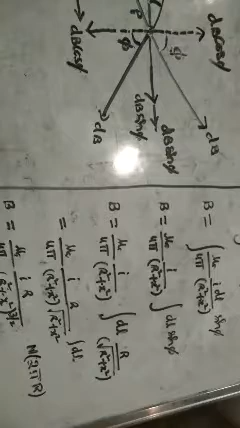 dBcosφ
φ
dB
dBsinφ
dBsinφ
dBcosφ
φ
dB
B = ∫ μ₀/4π i dl/(R²+x²) sinφ
B = μ₀/4π i/(R²+x²) ∫ dl sinφ
B = μ₀/4π i/(R²+x²) ∫ dl R/(√R²+x²)
= μ₀/4π i/(R²+x²) R/√R²+x² ∫ dl
B = μ₀/4π i R/(R²+x²)^3/2 N(2πR)